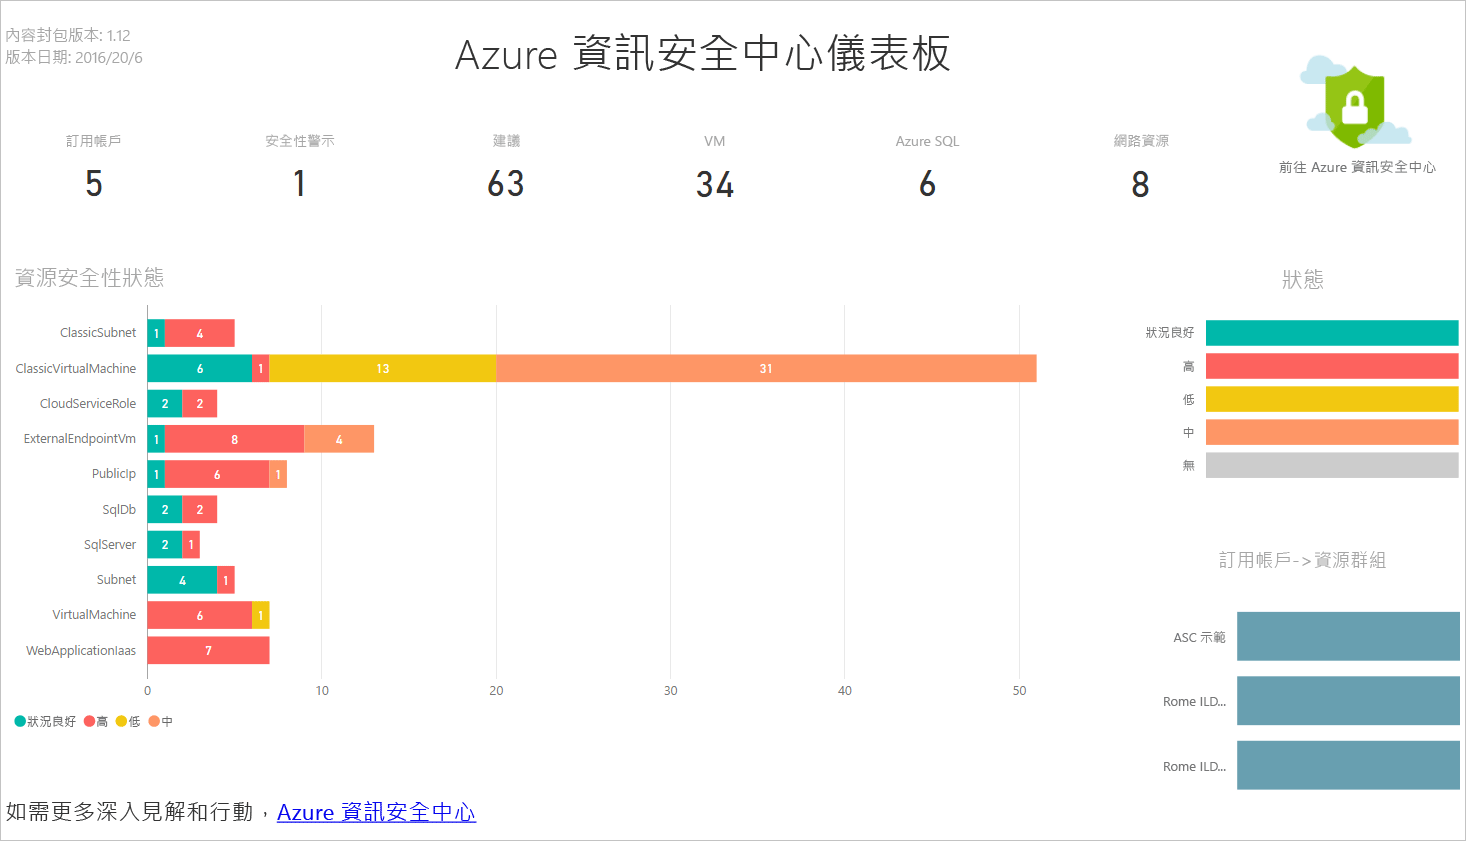 內容封包版本: 1.12
版本日期: 2016/20/6
Azure 資訊安全中心儀表板
前往 Azure 資訊安全中心
訂用帳戶
5
安全性警示
1
建議
63
VM
34
Azure SQL
6
網路資源
8
資源安全性狀態
ClassicSubnet 1 4
ClassicVirtualMachine 6 1 13 31
CloudServiceRole 2 2
ExternalEndpointVm 1 8 4
PublicIp 1 6 1
SqlDb 2 2
SqlServer 2 1
Subnet 4 1
VirtualMachine 6 1
WebApplicationIaas 7
0 10 20 30 40 50
狀況良好 高 低 中
狀態
狀況良好
高
低
中
無
訂用帳戶->資源群組
ASC 示範
Rome ILD...
Rome ILD...
如需更多深入見解和行動，Azure 資訊安全中心